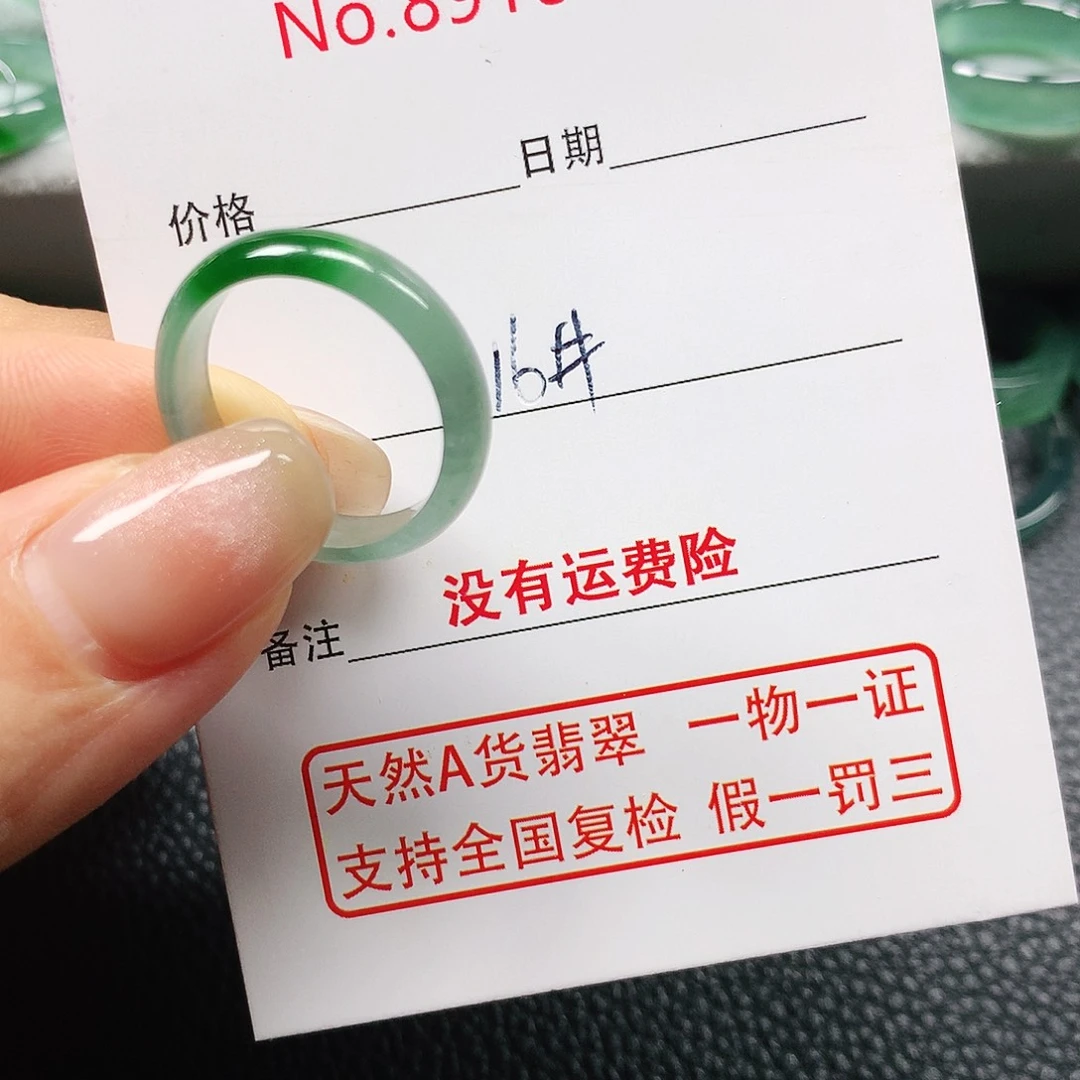 No.891
日期
价格
16#
没有运费险
备注
天然A货翡翠 一物一证
支持全国复检 假一罚三